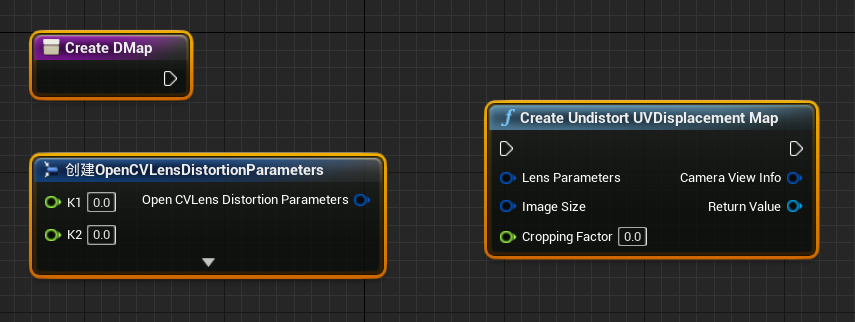 Create DMap
创建OpenCVLensDistortionParameters
K1 0.0
Open CVLens Distortion Parameters
K2 0.0
f Create Undistort UVDisplacement Map
Lens Parameters
Camera View Info
Image Size
Return Value
Cropping Factor 0.0